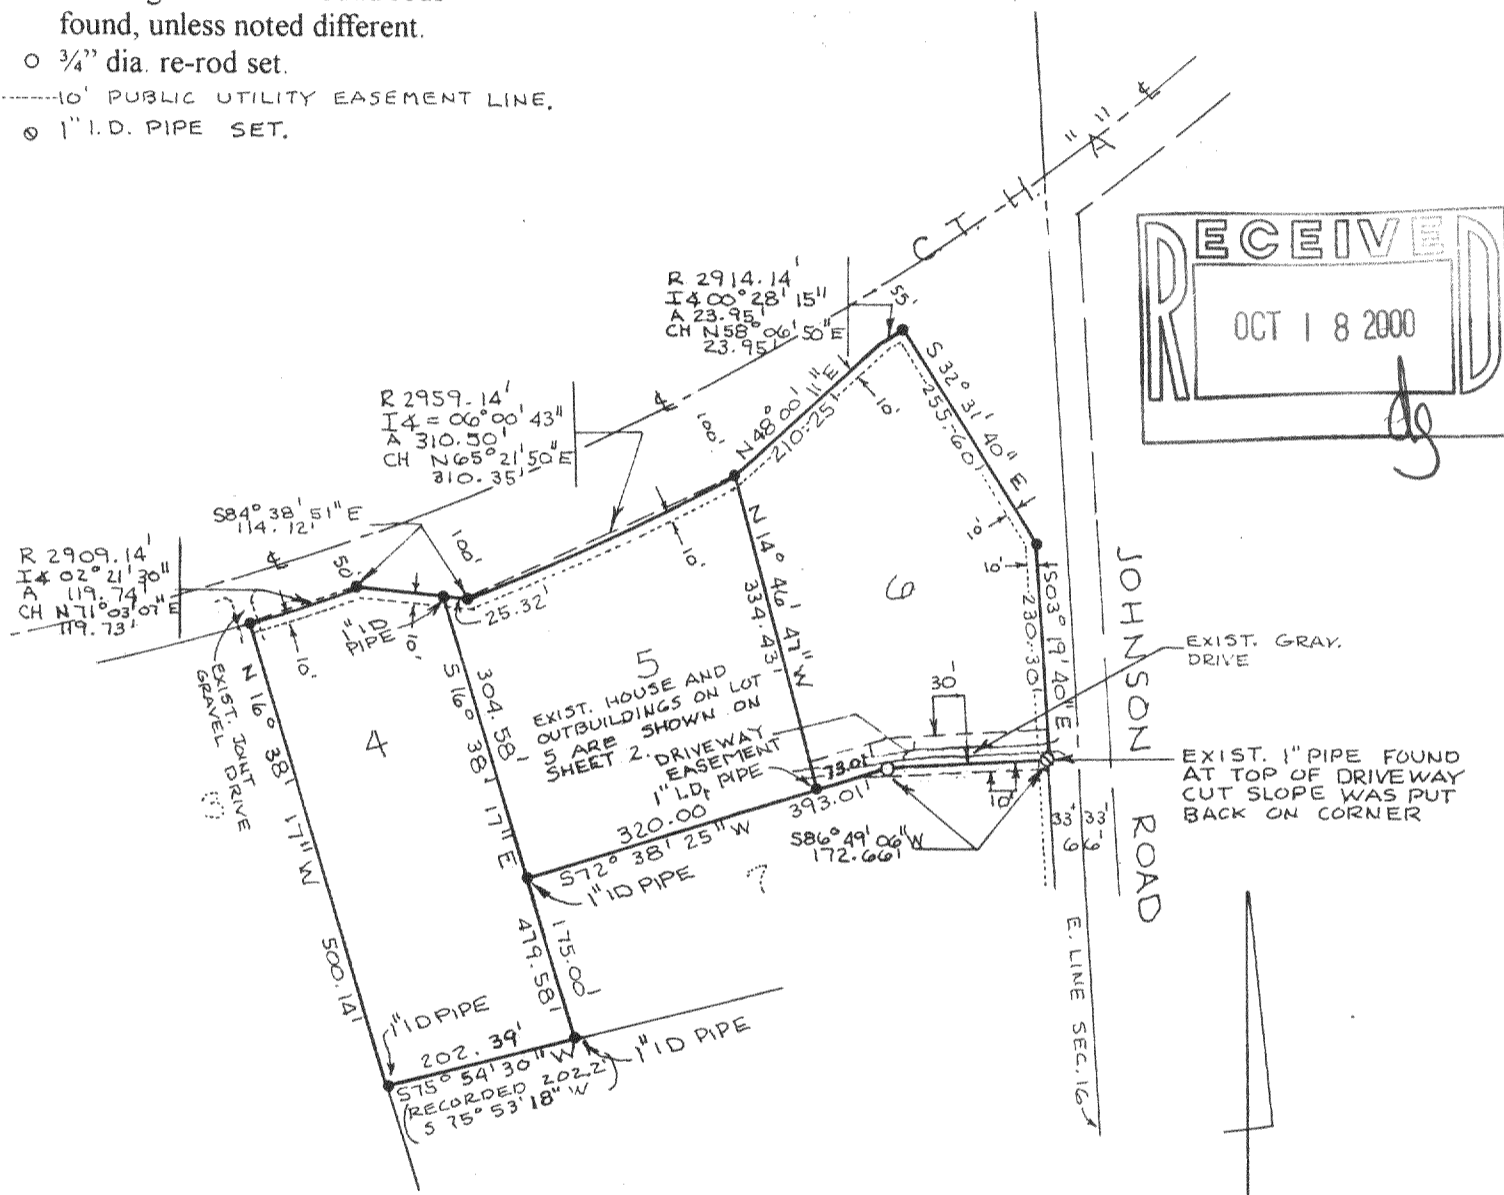 found, unless noted different.
○ ¾" dia. re-rod set.
10' PUBLIC UTILITY EASEMENT LINE.
1" I.D. PIPE SET.
C.T.H. "A" ℄
RECEIVED
OCT 18 2000
R 2914.14'
I∡ 00° 28' 15"
A 23.95'
CH N58° 06' 50"E
23.95'
55'
S 32° 31' 40" E
255.60'
R 2959.14'
I∡ = 06° 00' 43"
A 310.50'
CH N65° 21' 50"E
310.35'
℄
100'
N 48° 00' 11" E
210.25'
10'
S84° 38' 51" E
114.12'
R 2909.14'
I∡ 02° 21' 30"
A 119.74'
CH N71° 03' 07"E
119.73'
℄
50'
100'
25.32'
10'
10'
10'
1" ID
PIPE
10'
10'
N 14° 46' 47" W
334.43'
6
S03° 19' 40" E
230.30'
JOHNSON ROAD
EXIST. GRAV.
DRIVE
EXIST. JOINT
GRAVEL DRIVE
N 16° 38' 17" W
500.14'
4
S 16° 38' 17" E
304.58'
5
EXIST. HOUSE AND
OUTBUILDINGS ON LOT
5 ARE SHOWN ON
SHEET 2.
DRIVEWAY
EASEMENT
1" I.D. PIPE
30'
73.01'
10'
EXIST. 1" PIPE FOUND
AT TOP OF DRIVEWAY
CUT SLOPE WAS PUT
BACK ON CORNER
320.00
393.01'
S72° 38' 25" W
S86° 49' 06" W
172.66'
33' 33'
1" ID PIPE
?
479.58'
175.00'
E. LINE SEC. 16
1" ID PIPE
202.39'
S75° 54' 30" W
(RECORDED 202.2'
S 75° 53' 18" W)
1" ID PIPE